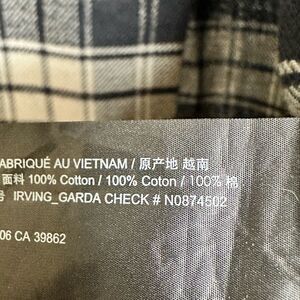 ABRIQUÉ AU VIETNAM / 原产地 越南
面料 100% Cotton / 100% Coton / 100% 棉
号 IRVING_GARDA CHECK # N0874502
06 CA 39862